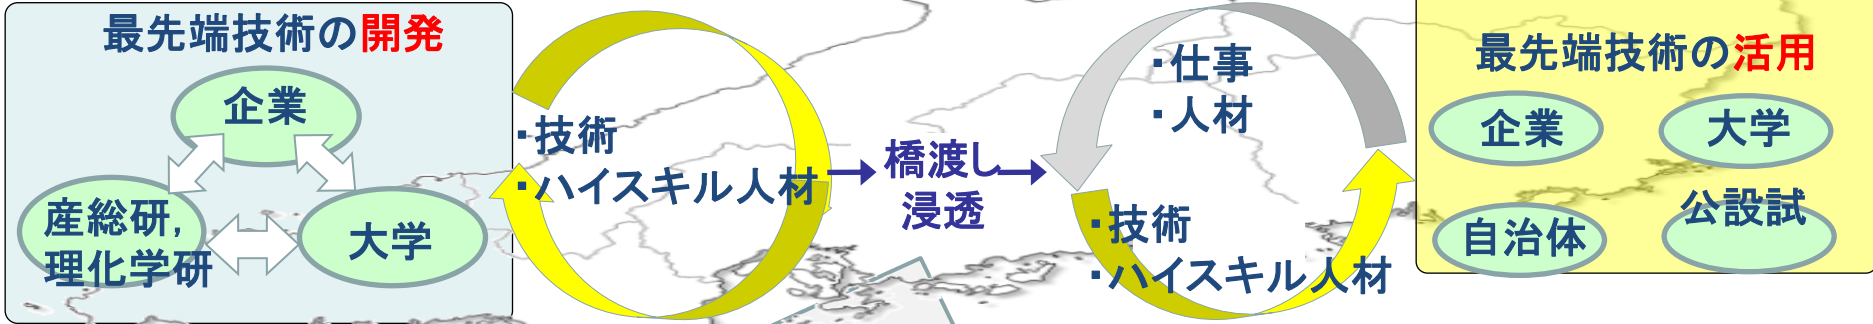 最先端技術の開発
企業
産総研,
理化学研
大学
・技術
・ハイスキル人材
橋渡し
浸透
・仕事
・人材
・技術
・ハイスキル人材
最先端技術の活用
企業
大学
自治体
公設試